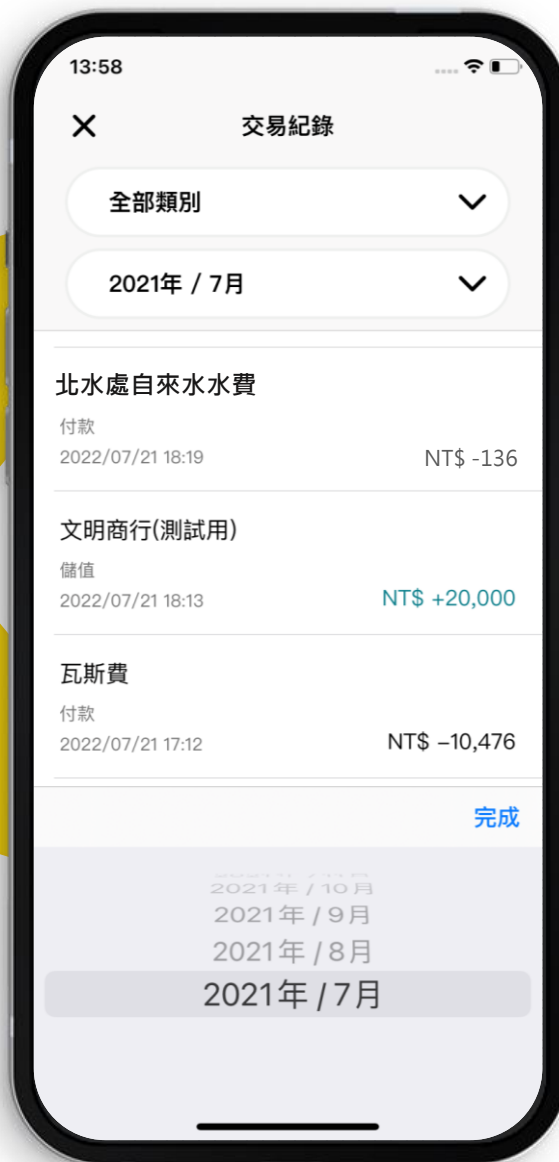 13:58
交易紀錄
全部類別
2021年 / 7月
北水處自來水水費
付款
2022/07/21 18:19
NT$ -136
文明商行(測試用)
儲值
2022/07/21 18:13
NT$ +20,000
瓦斯費
付款
2022/07/21 17:12
NT$ –10,476
完成
2021年 / 10月
2021年 / 9月
2021年 / 8月
2021年 / 7月